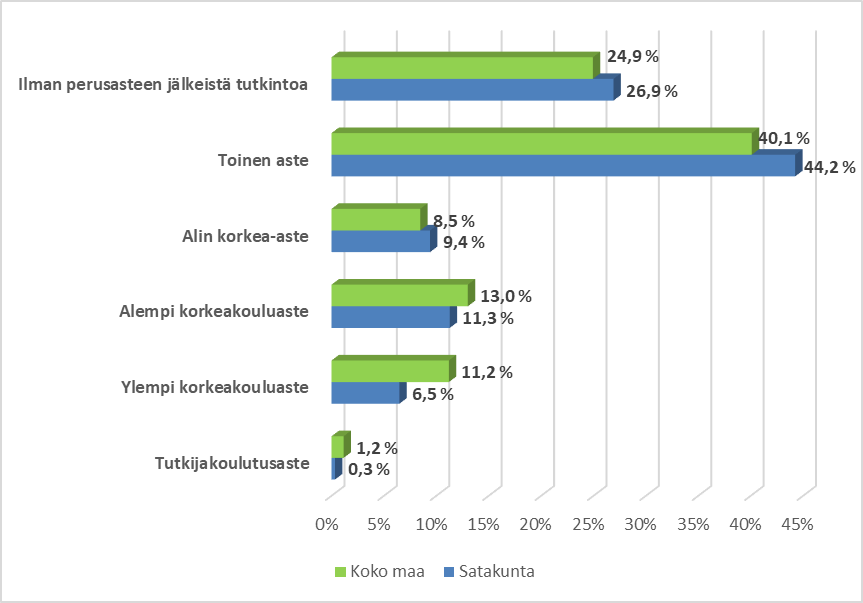 Ilman perusasteen jälkeistä tutkintoa
24,9 %
26,9 %
Toinen aste
40,1 %
44,2 %
Alin korkea-aste
8,5 %
9,4 %
Alempi korkeakouluaste
13,0 %
11,3 %
Ylempi korkeakouluaste
11,2 %
6,5 %
Tutkijakoulutusaste
1,2 %
0,3 %
0% 5% 10% 15% 20% 25% 30% 35% 40% 45%
Koko maa Satakunta